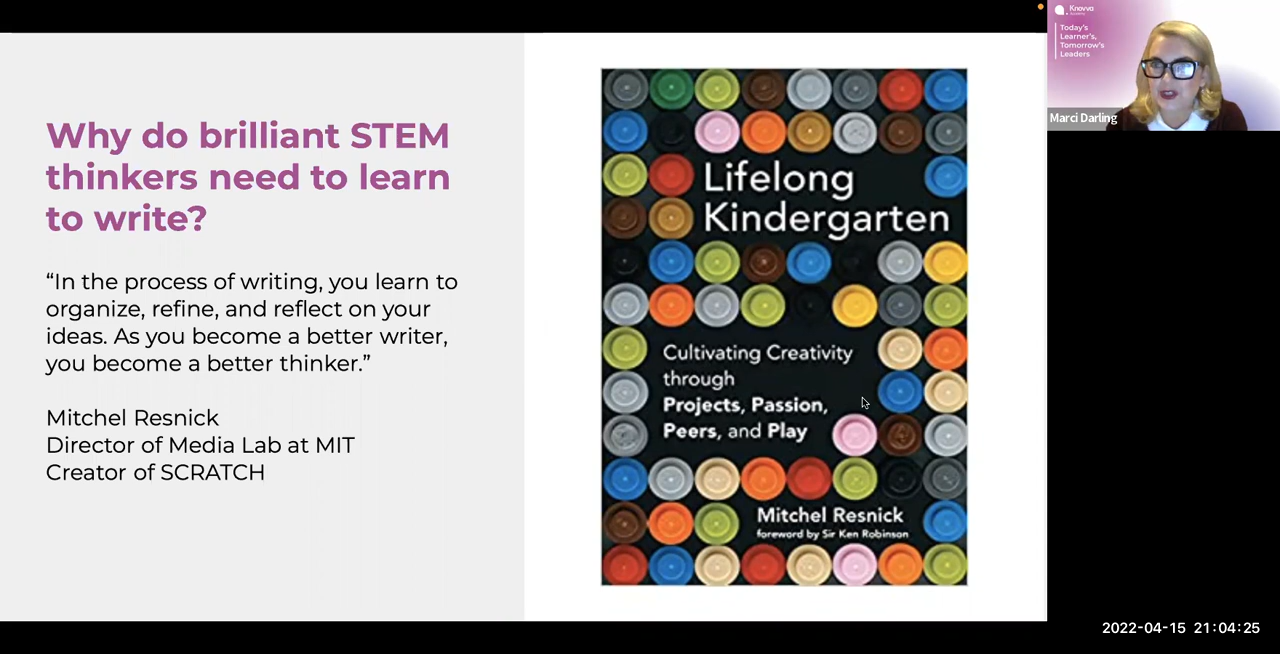 Why do brilliant STEM
thinkers need to learn
to write?
“In the process of writing, you learn to
organize, refine, and reflect on your
ideas. As you become a better writer,
you become a better thinker.”
Mitchel Resnick
Director of Media Lab at MIT
Creator of SCRATCH
Lifelong
Kindergarten
Cultivating Creativity
through
Projects, Passion,
Peers, and Play
Mitchel Resnick
foreword by Sir Ken Robinson
Knovva
Academy
Today's
Learner's,
Tomorrow's
Leaders
Marci Darling
2022-04-15 21:04:25